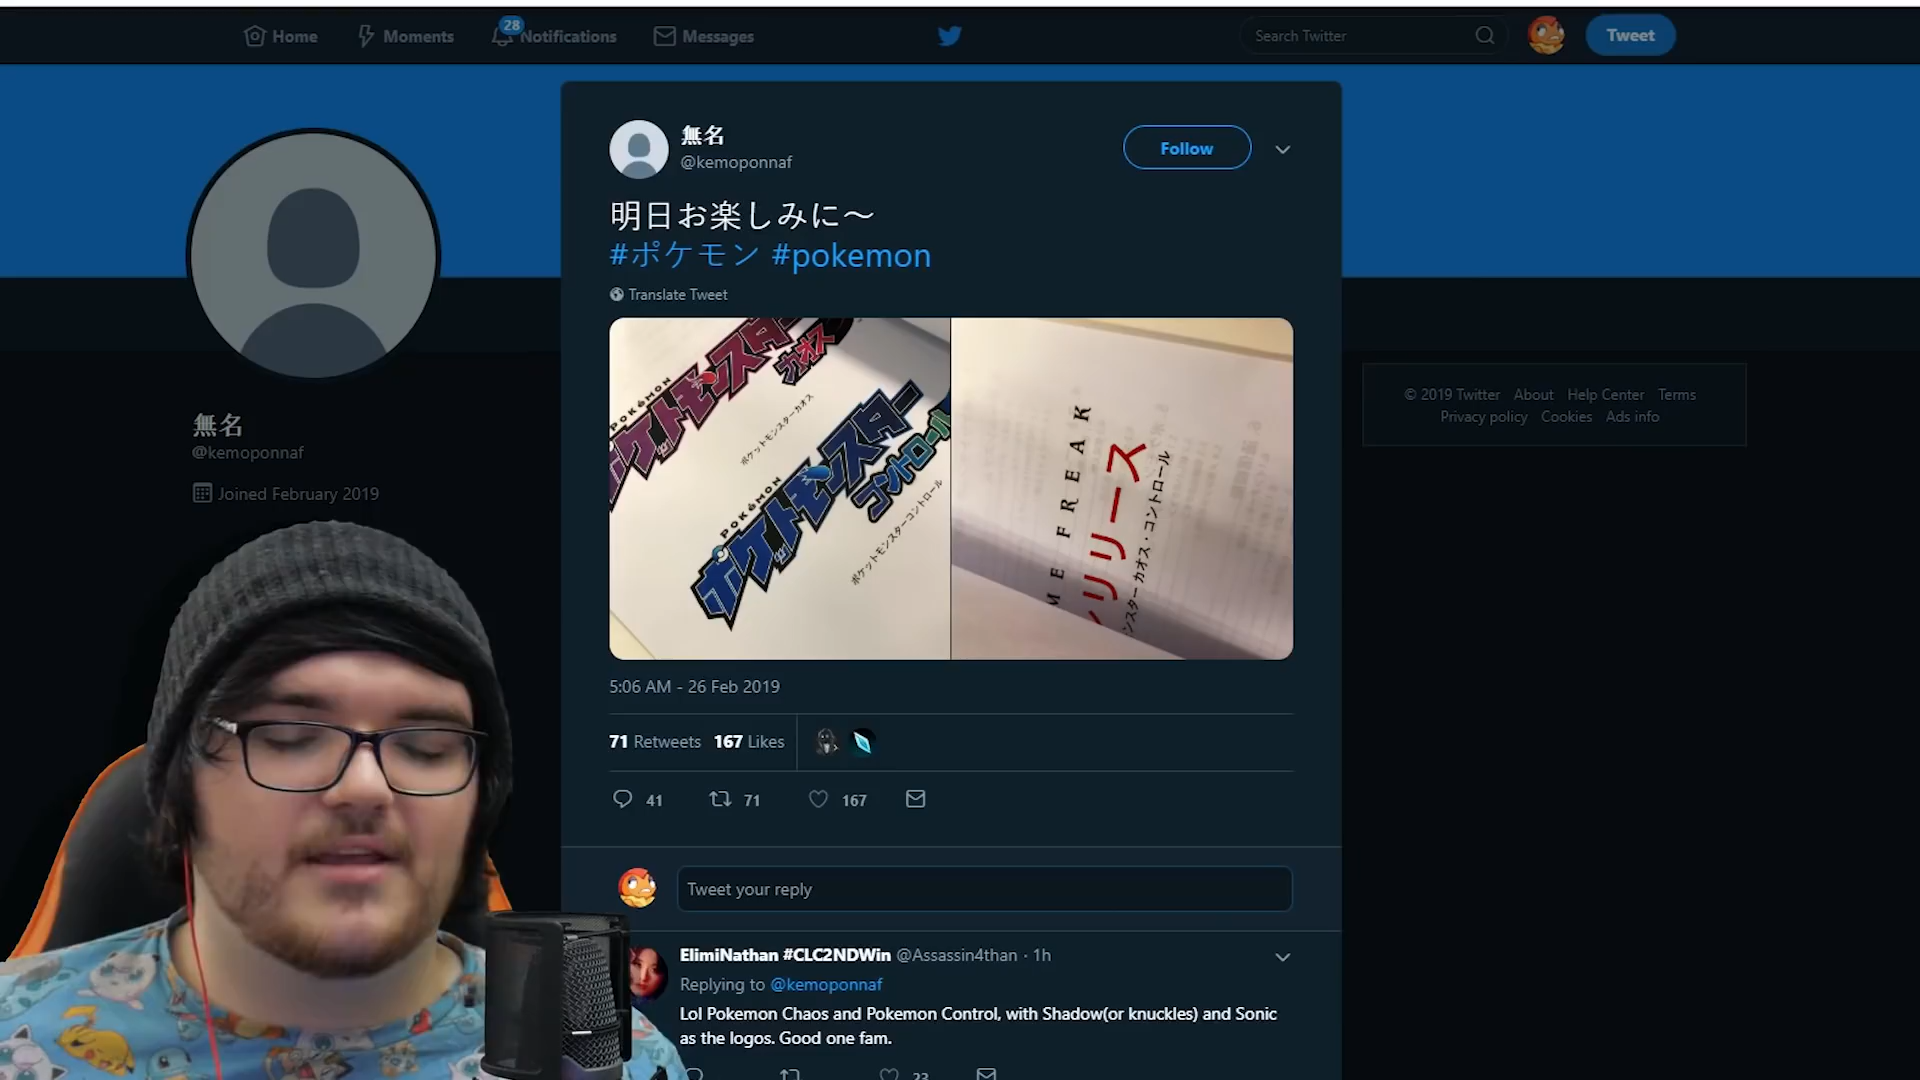 Home
Moments
28
Notifications
Messages
Search Twitter
Tweet
無名
@kemoponnaf
Follow
明日お楽しみに〜
#ポケモン #pokemon
Translate Tweet
POKéMON
ポケットモンスター
カオス
ポケットモンスターカオス
POKéMON
ポケットモンスター
コントロール
ポケットモンスターコントロール
ME FREAK
リリース
ンスターカオス・コントロール
5:06 AM - 26 Feb 2019
71 Retweets 167 Likes
41
71
167
Tweet your reply
ElimiNathan #CLC2NDWin @Assassin4than · 1h
Replying to @kemoponnaf
Lol Pokemon Chaos and Pokemon Control, with Shadow(or knuckles) and Sonic
as the logos. Good one fam.
23
無名
@kemoponnaf
Joined February 2019
© 2019 Twitter About Help Center Terms
Privacy policy Cookies Ads info